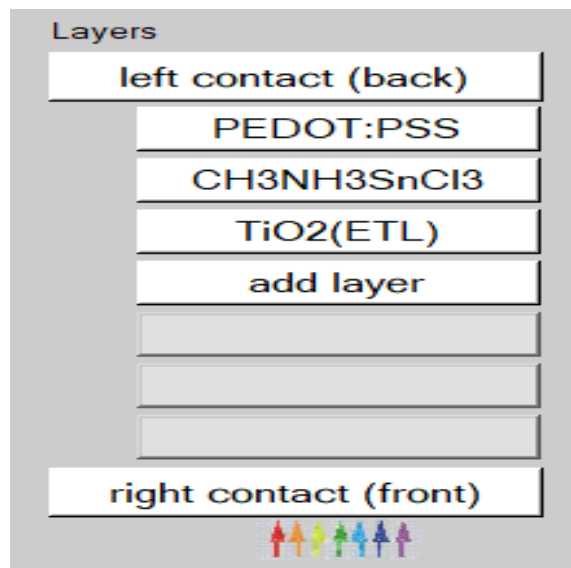 Layers
left contact (back)
PEDOT:PSS
CH3NH3SnCl3
TiO2(ETL)
add layer
right contact (front)